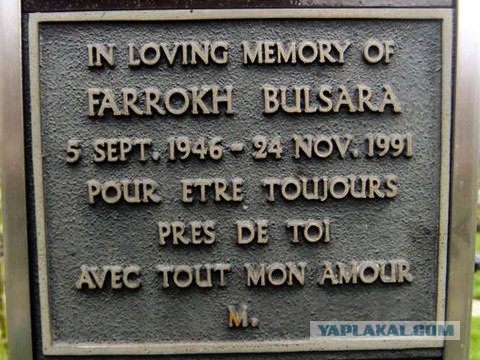 IN LOVING MEMORY OF
FARROKH BULSARA
5 SEPT. 1946 - 24 NOV. 1991
POUR ETRE TOUJOURS
PRES DE TOI
AVEC TOUT MON AMOUR
M.
YAPLAKAL.COM